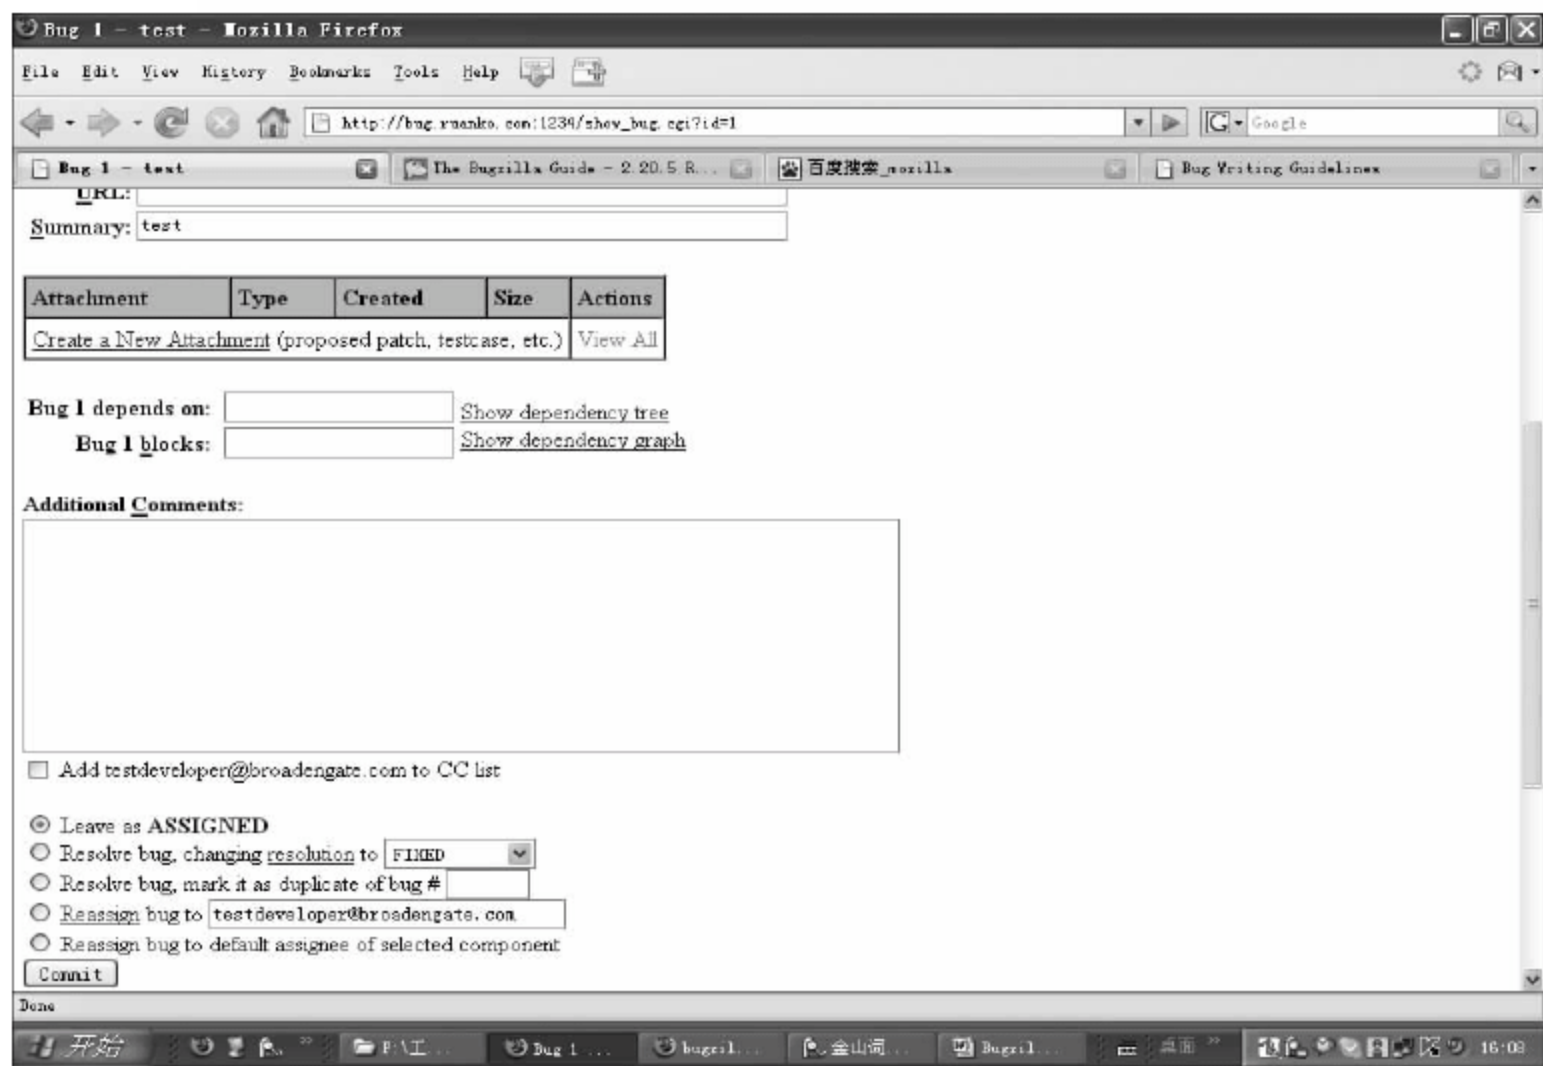 Bug 1 - test - Mozilla Firefox
File Edit View History Bookmarks Tools Help
http://bug.ruanko.com:1234/show_bug.cgi?id=1 Google
Bug 1 - test The Bugzilla Guide - 2.20.5 R... 百度搜索_mozilla Bug Writing Guidelines
URL:
Summary: test
Attachment Type Created Size Actions
Create a New Attachment (proposed patch, testcase, etc.) View All
Bug 1 depends on: Show dependency tree
Bug 1 blocks: Show dependency graph
Additional Comments:
Add testdeveloper@broadengate.com to CC list
Leave as ASSIGNED
Resolve bug, changing resolution to FIXED
Resolve bug, mark it as duplicate of bug #
Reassign bug to testdeveloper@broadengate.com
Reassign bug to default assignee of selected component
Commit
Done
开始 F:\工... Bug 1 ... bugzil... 金山词... Bugzil... 桌面 16:08